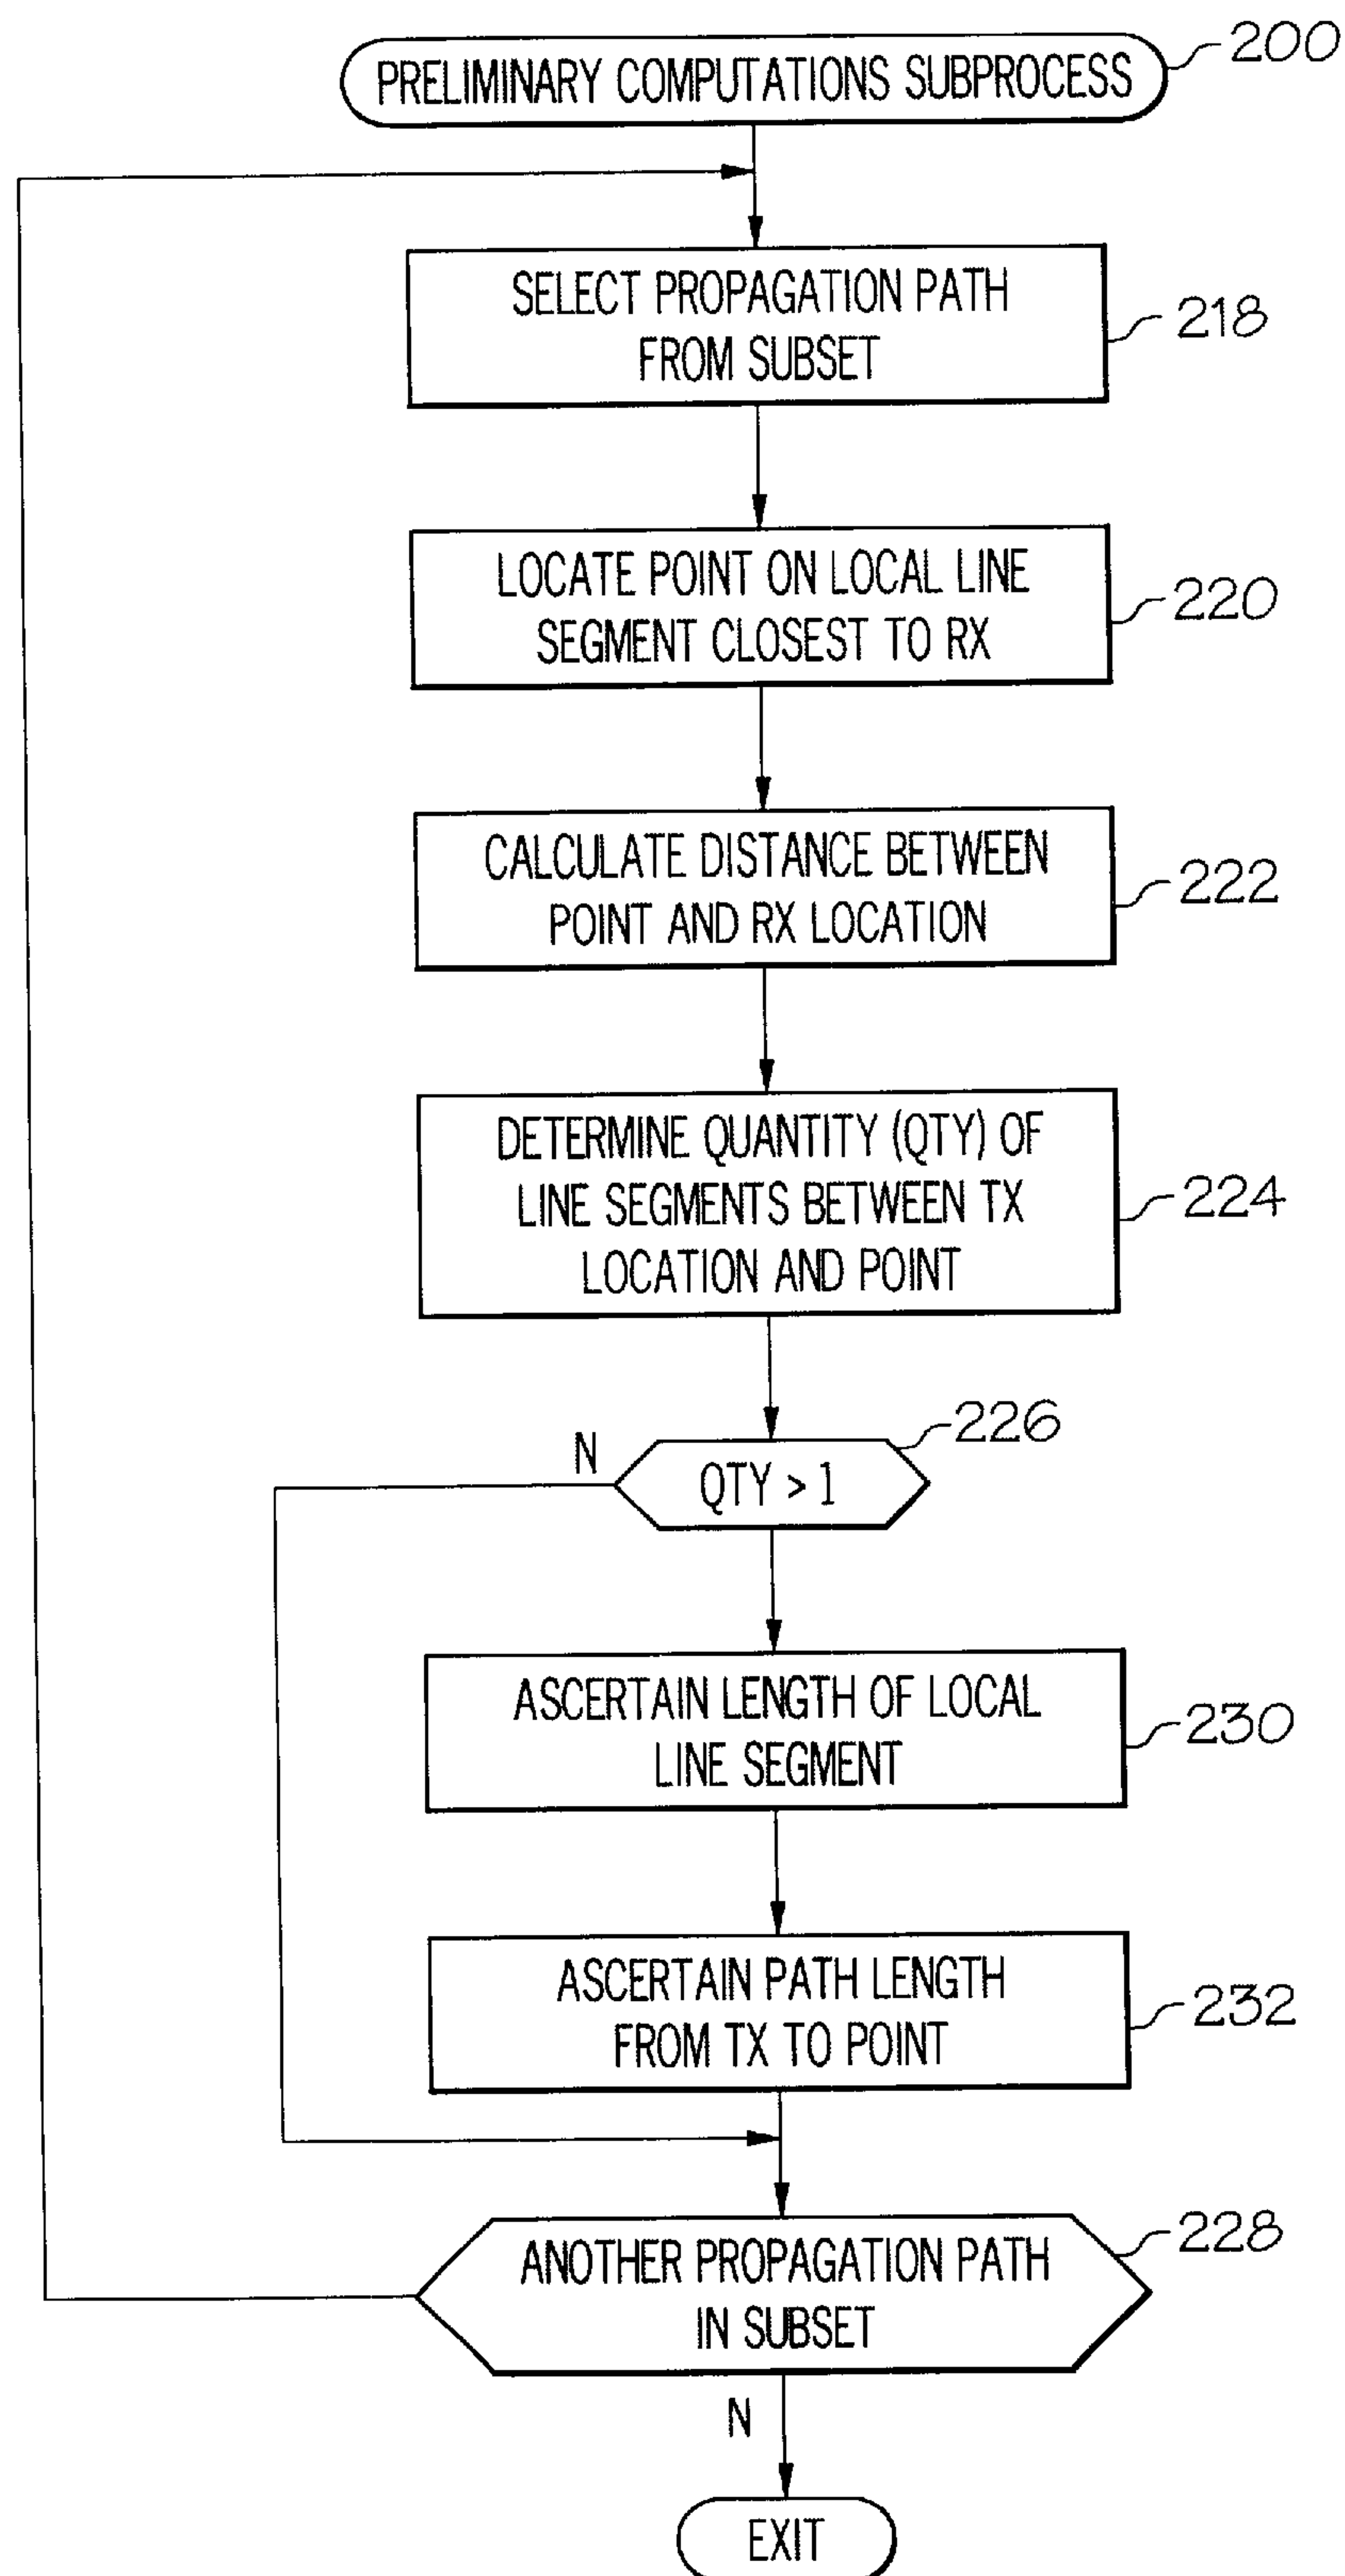 PRELIMINARY COMPUTATIONS SUBPROCESS
200
SELECT PROPAGATION PATH
FROM SUBSET
218
LOCATE POINT ON LOCAL LINE
SEGMENT CLOSEST TO RX
220
CALCULATE DISTANCE BETWEEN
POINT AND RX LOCATION
222
DETERMINE QUANTITY (QTY) OF
LINE SEGMENTS BETWEEN TX
LOCATION AND POINT
224
226
N
QTY > 1
ASCERTAIN LENGTH OF LOCAL
LINE SEGMENT
230
ASCERTAIN PATH LENGTH
FROM TX TO POINT
232
ANOTHER PROPAGATION PATH
IN SUBSET
228
N
EXIT